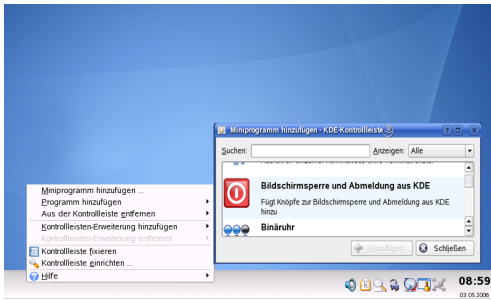 Miniprogramm hinzufügen - KDE-Kontrollleiste
Suchen:
Anzeigen: Alle
Bildschirmsperre und Abmeldung aus KDE
Fügt Knöpfe zur Bildschirmsperre und Abmeldung aus KDE
hinzu
Binäruhr
Hinzufügen
Schließen
Miniprogramm hinzufügen ...
Programm hinzufügen
Aus der Kontrollleiste entfernen
Kontrollleisten-Erweiterung hinzufügen
Kontrollleisten-Erweiterung entfernen
Kontrollleiste fixieren
Kontrollleiste einrichten ...
Hilfe
08:59
03.05.2006